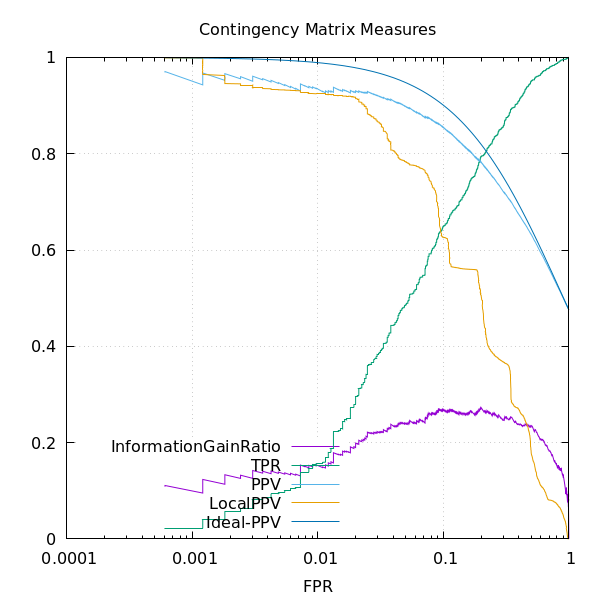 Contingency Matrix Measures
1
0.8
0.6
0.4
0.2
0
InformationGainRatio
TPR
PPV
LocalPPV
Ideal-PPV
0.0001 0.001 0.01 0.1 1
FPR